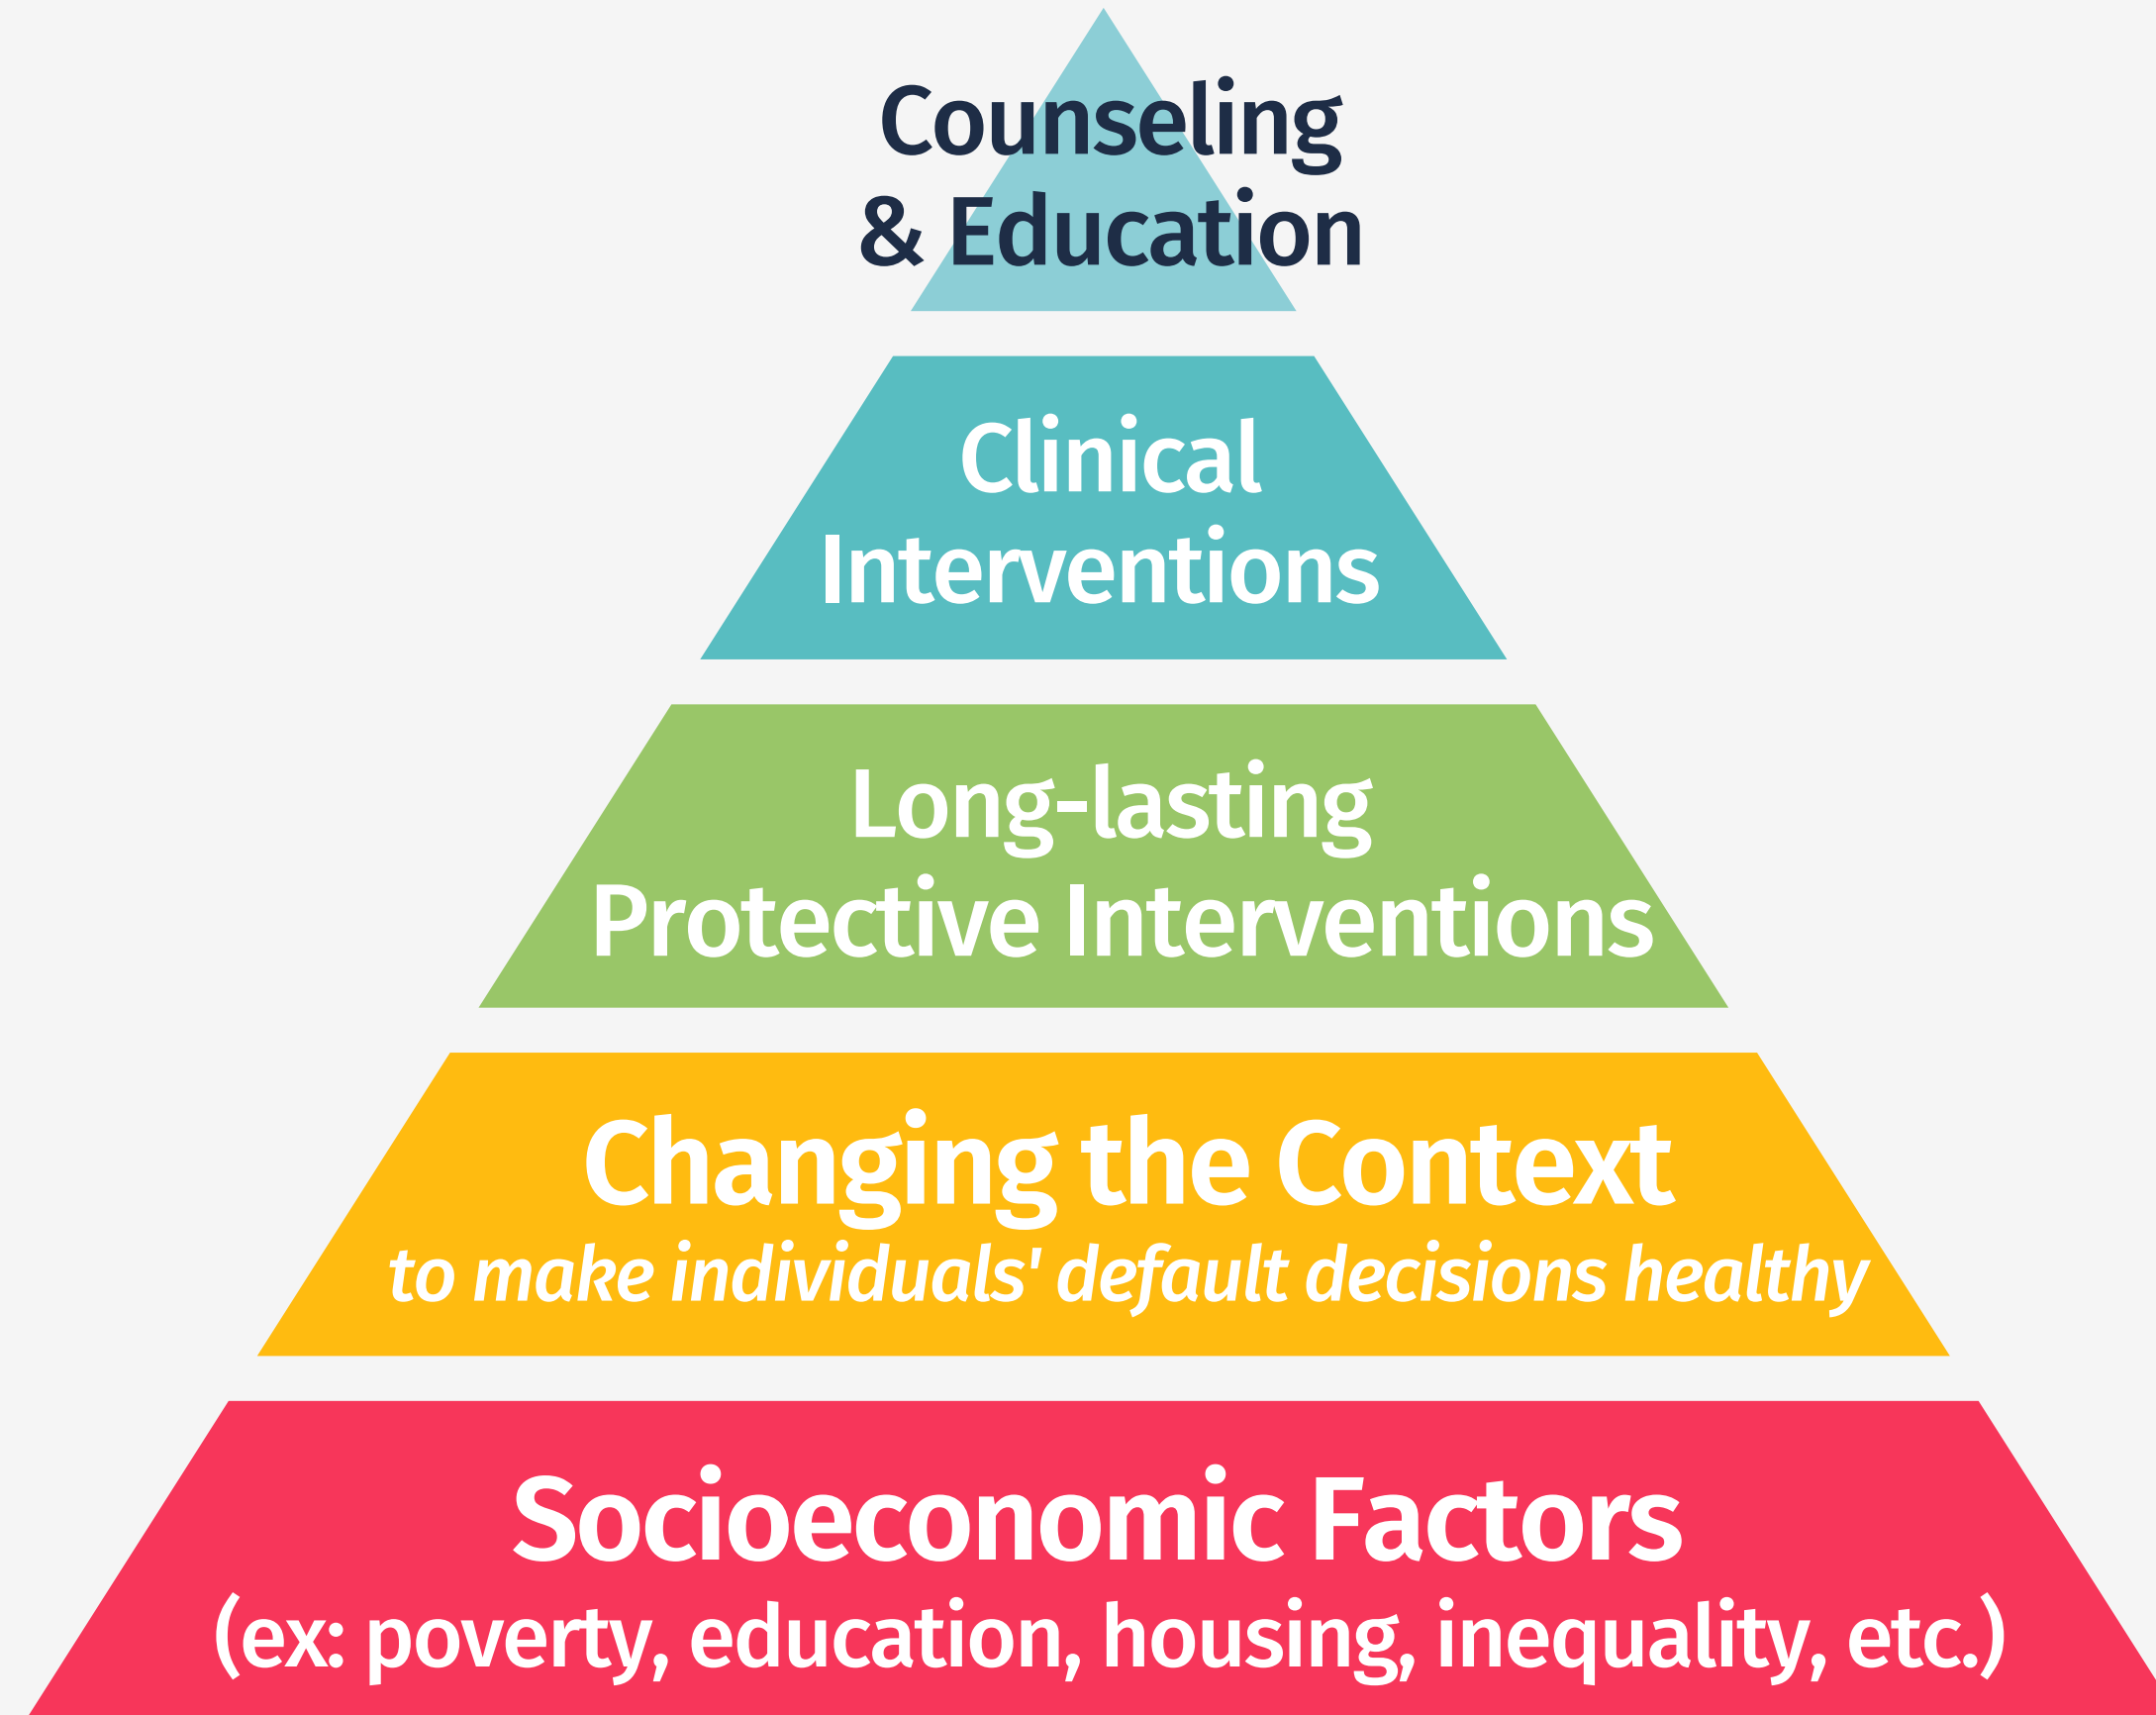 Counseling
& Education
Clinical
Interventions
Long-lasting
Protective Interventions
Changing the Context
to make individuals' default decisions healthy
Socioeconomic Factors
(ex: poverty, education, housing, inequality, etc.)